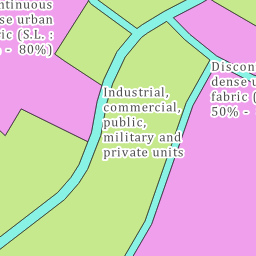 ntinuous
se urban
ric (S.L. :
- 80%)
Industrial,
commercial,
public,
military and
private units
Discon
dense u
fabric (
50% -